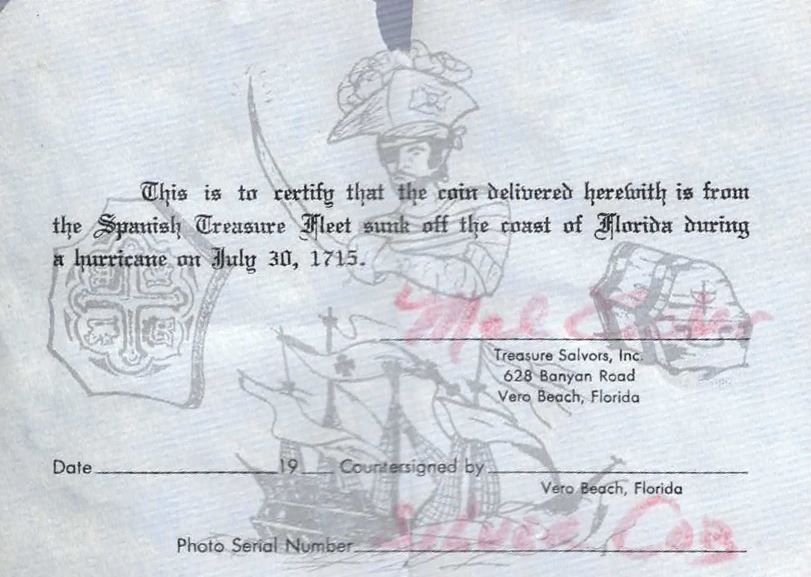 This is to certify that the coin delivered herewith is from
the Spanish Treasure Fleet sunk off the coast of Florida during
a hurricane on July 30, 1715.
Mel Fisher
Treasure Salvors, Inc.
628 Banyan Road
Vero Beach, Florida
Date 19 Countersigned by
Vero Beach, Florida
Photo Serial Number Silver Cob